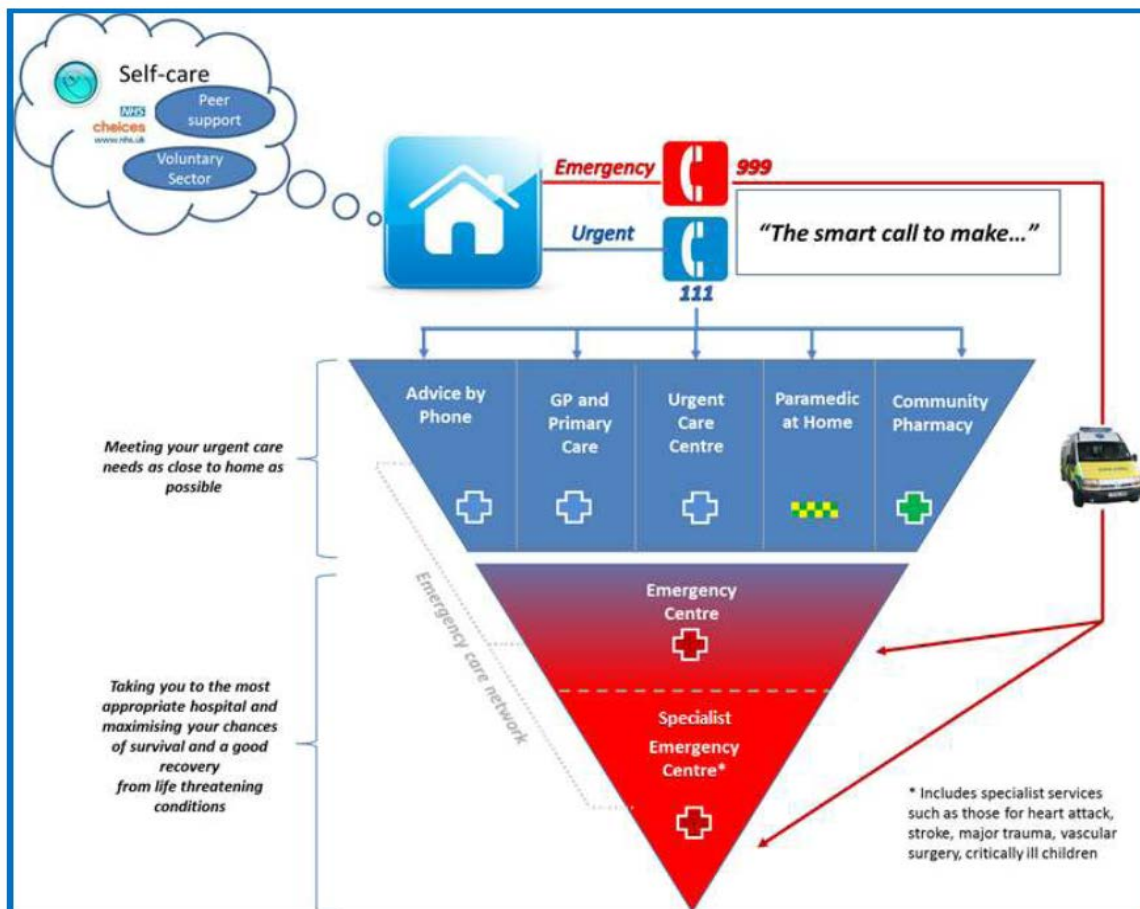 Self-care
Peer
support
NHS
choices
www.nhs.uk
Voluntary
Sector
Emergency
999
Urgent
111
“The smart call to make…”
Advice by
Phone
GP and
Primary
Care
Urgent
Care
Centre
Paramedic
at Home
Community
Pharmacy
Meeting your urgent care
needs as close to home as
possible
Emergency care network
Emergency
Centre
Taking you to the most
appropriate hospital and
maximising your chances
of survival and a good
recovery
from life threatening
conditions
Specialist
Emergency
Centre*
* Includes specialist services
such as those for heart attack,
stroke, major trauma, vascular
surgery, critically ill children